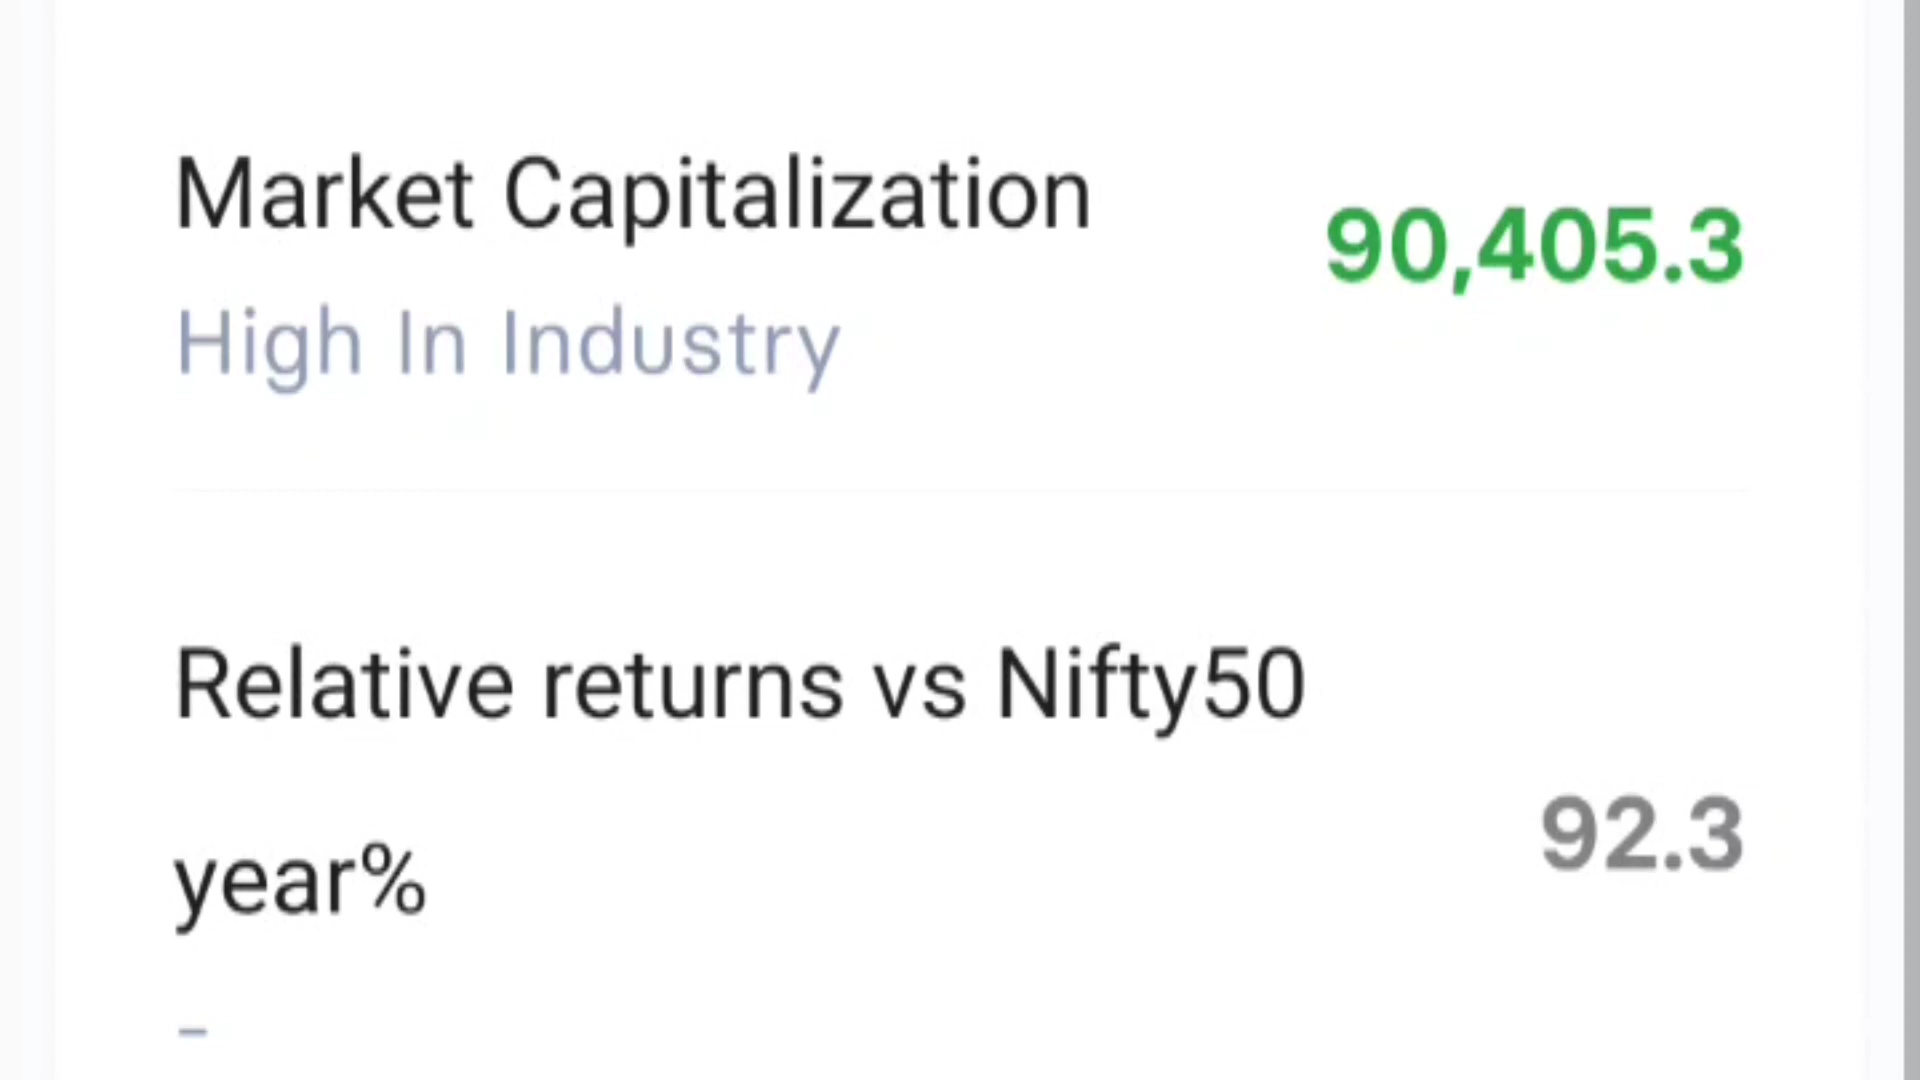 Market Capitalization
90,405.3
High In Industry
Relative returns vs Nifty50
year%
92.3
-